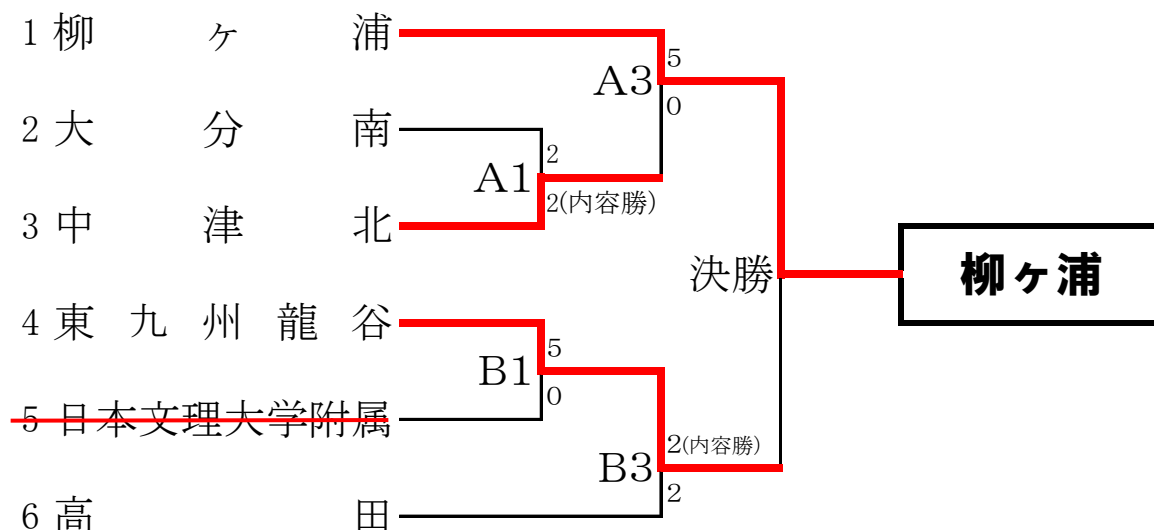 1 柳ヶ浦
5
A3
0
2 大分南
2
A1
2(内容勝)
3 中津北
決勝
柳ヶ浦
4 東九州龍谷
5
B1
0
5 日本文理大学附属
2(内容勝)
B3
2
6 高田